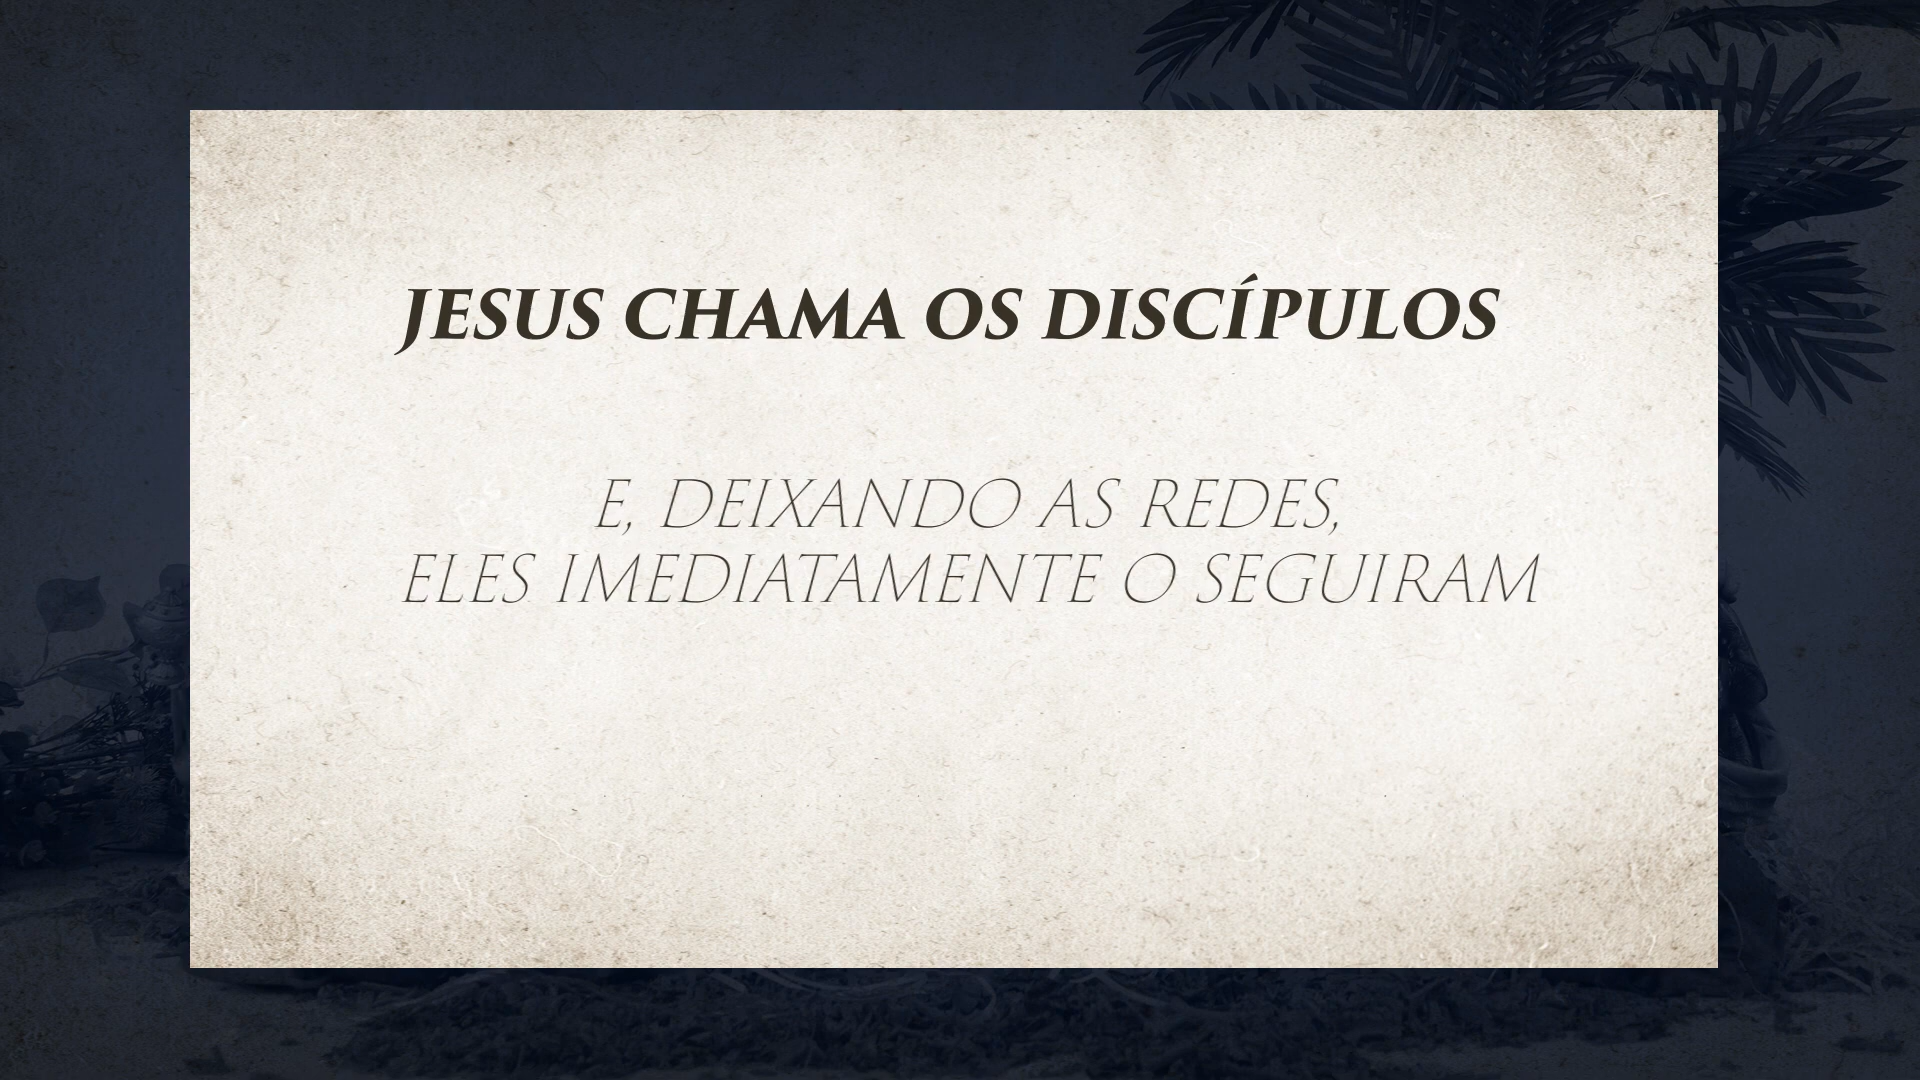 JESUS CHAMA OS DISCÍPULOS
E, DEIXANDO AS REDES,
ELES IMEDIATAMENTE O SEGUIRAM